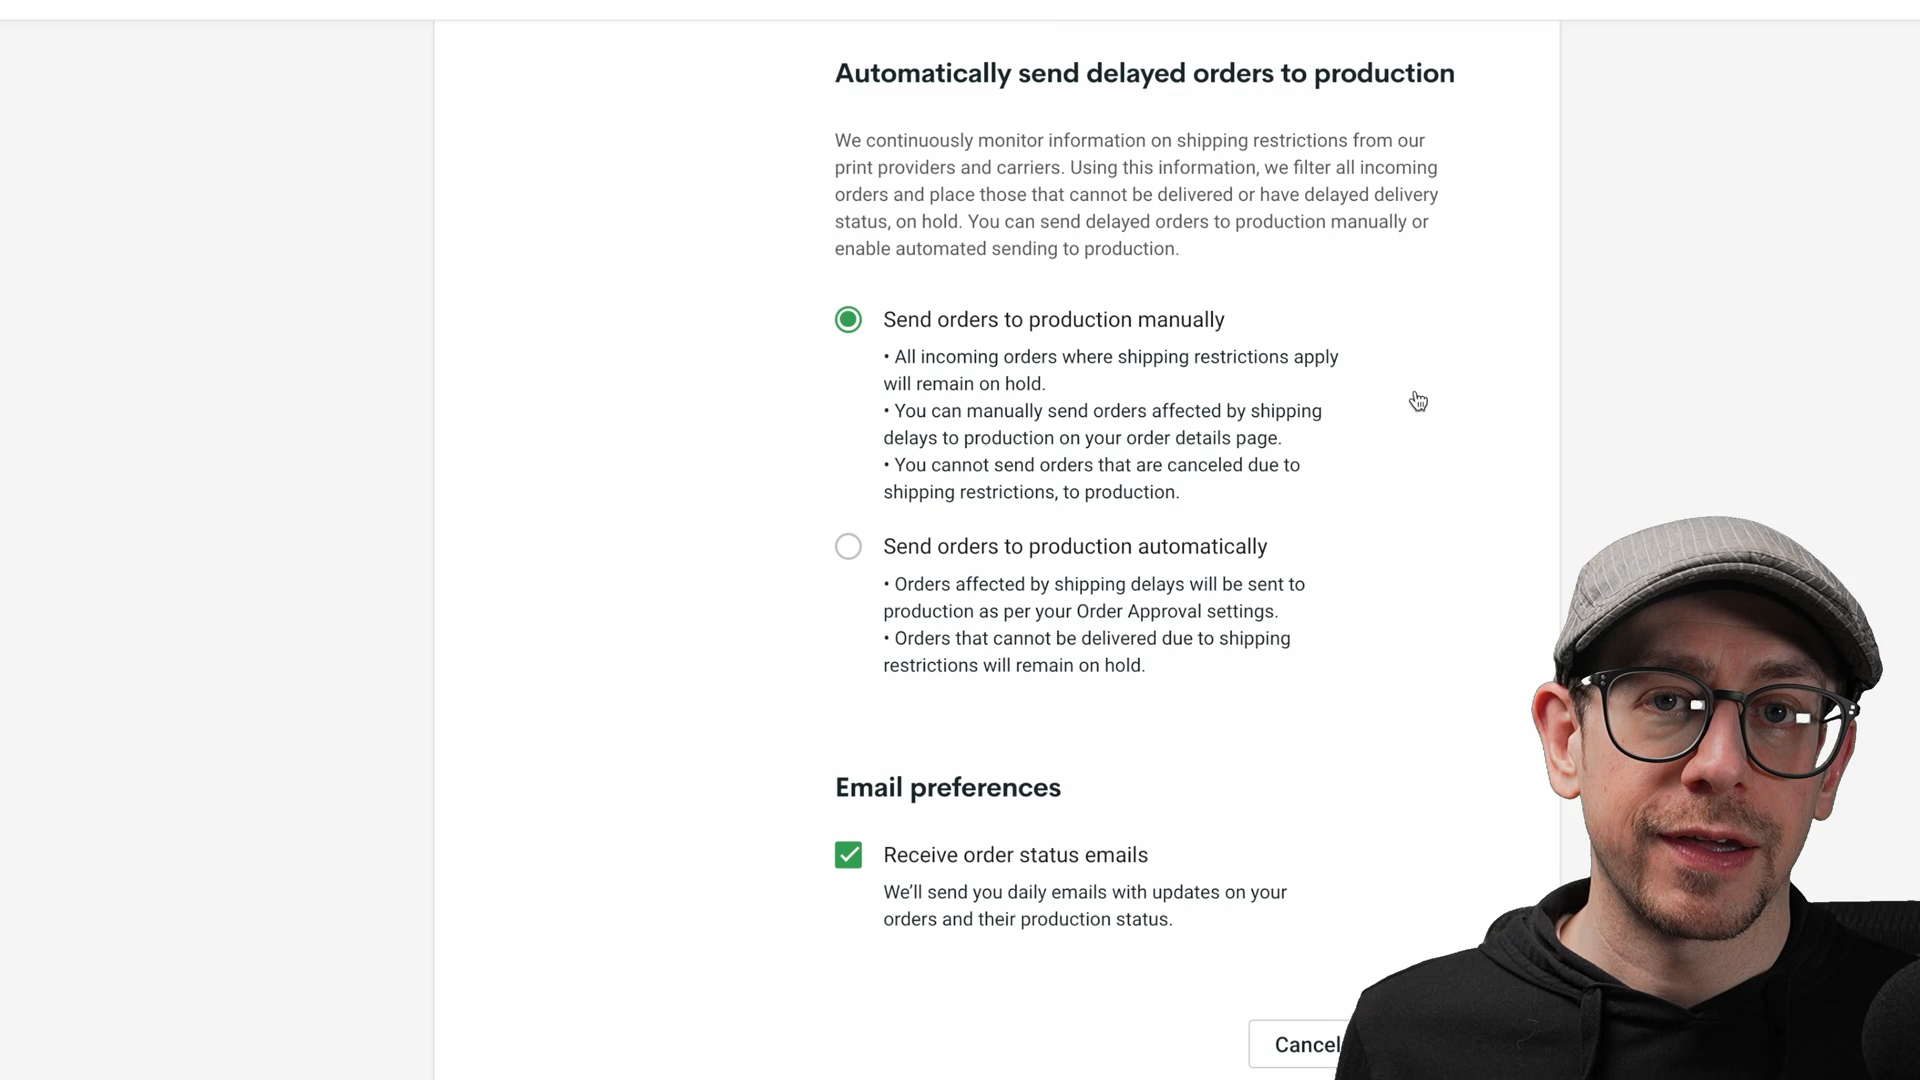 Automatically send delayed orders to production
We continuously monitor information on shipping restrictions from our
print providers and carriers. Using this information, we filter all incoming
orders and place those that cannot be delivered or have delayed delivery
status, on hold. You can send delayed orders to production manually or
enable automated sending to production.
Send orders to production manually
• All incoming orders where shipping restrictions apply
will remain on hold.
• You can manually send orders affected by shipping
delays to production on your order details page.
• You cannot send orders that are canceled due to
shipping restrictions, to production.
Send orders to production automatically
• Orders affected by shipping delays will be sent to
production as per your Order Approval settings.
• Orders that cannot be delivered due to shipping
restrictions will remain on hold.
Email preferences
Receive order status emails
We'll send you daily emails with updates on your
orders and their production status.
Cancel